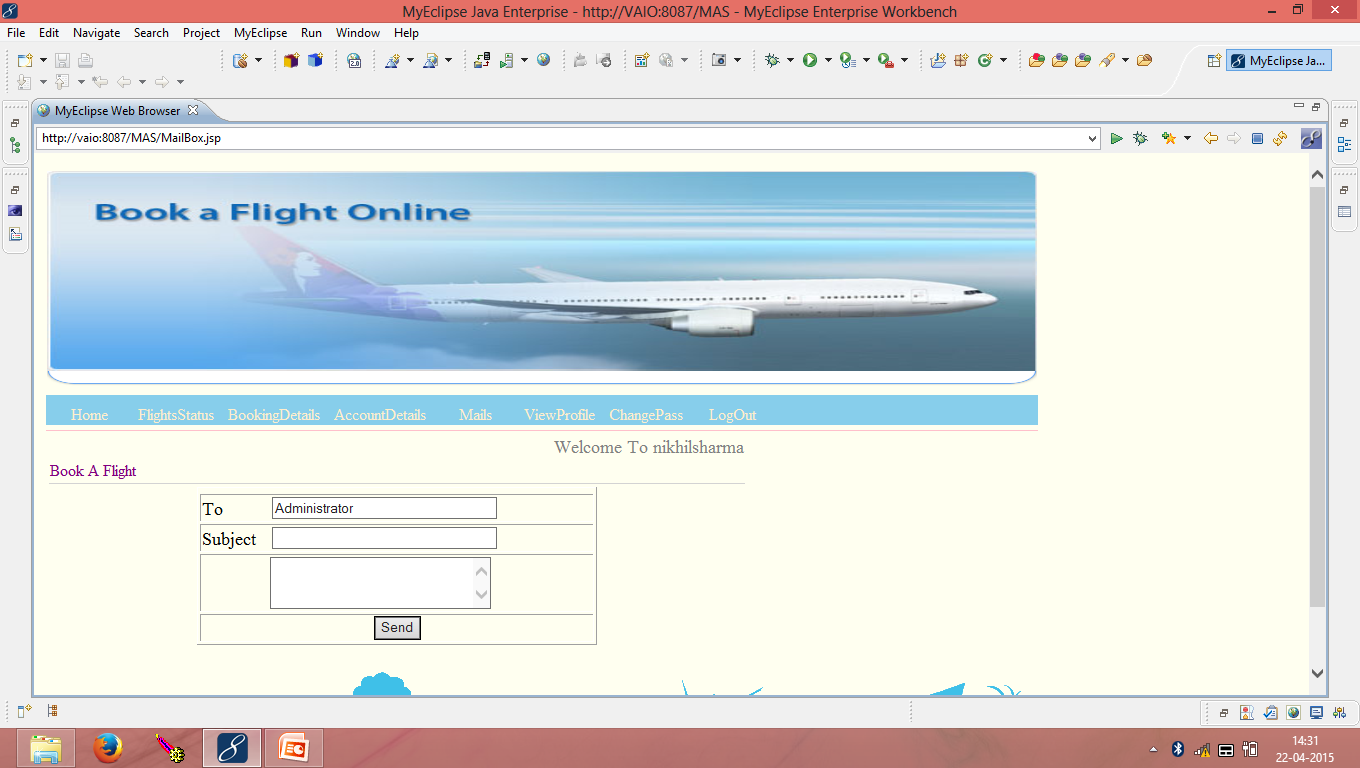 MyEclipse Java Enterprise - http://VAIO:8087/MAS - MyEclipse Enterprise Workbench
File Edit Navigate Search Project MyEclipse Run Window Help
2.0
MyEclipse Ja...
MyEclipse Web Browser
http://vaio:8087/MAS/MailBox.jsp
Book a Flight Online
Home FlightsStatus BookingDetails AccountDetails Mails ViewProfile ChangePass LogOut
Welcome To nikhilsharma
Book A Flight
To Administrator
Subject
Send
14:31
22-04-2015